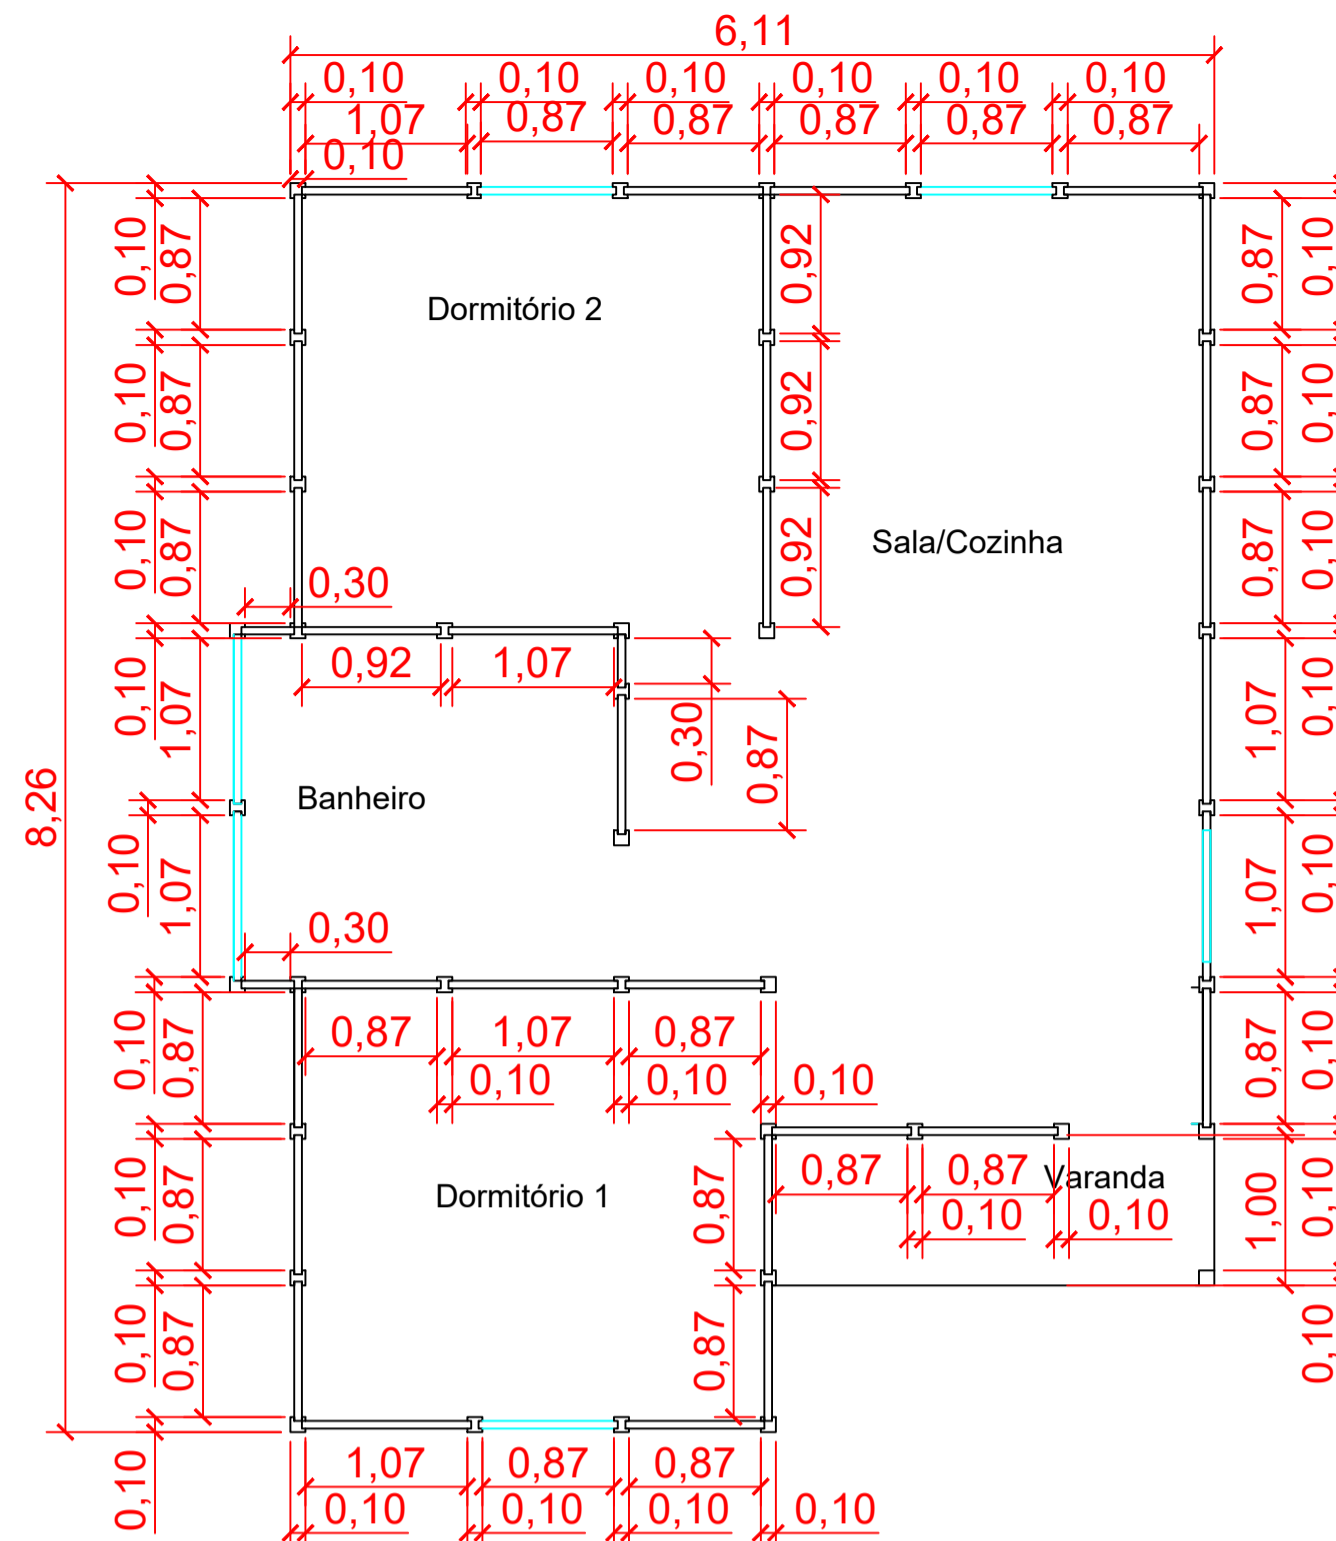 6,11
0,10 0,10 0,10 0,10 0,10 0,10
1,07 0,87 0,87 0,87 0,87 0,87
0,10
0,10 0,87 0,92 0,87 0,10
Dormitório 2
0,10 0,87 0,92 0,87 0,10
Sala/Cozinha
0,10 0,87 0,30 0,92 0,87 0,10
0,92 1,07
0,10 1,07 0,30 0,87 1,07 0,10
8,26
Banheiro
0,10 1,07 1,07 0,10
0,30
0,87 1,07 0,87
0,10 0,87 0,87 0,10
0,10 0,10 0,10
0,10 0,87 0,87 0,87 0,87 1,00 0,10
Varanda
Dormitório 1
0,10 0,10
0,10 0,87 0,87 0,10
1,07 0,87 0,87
0,10 0,10 0,10 0,10 0,10